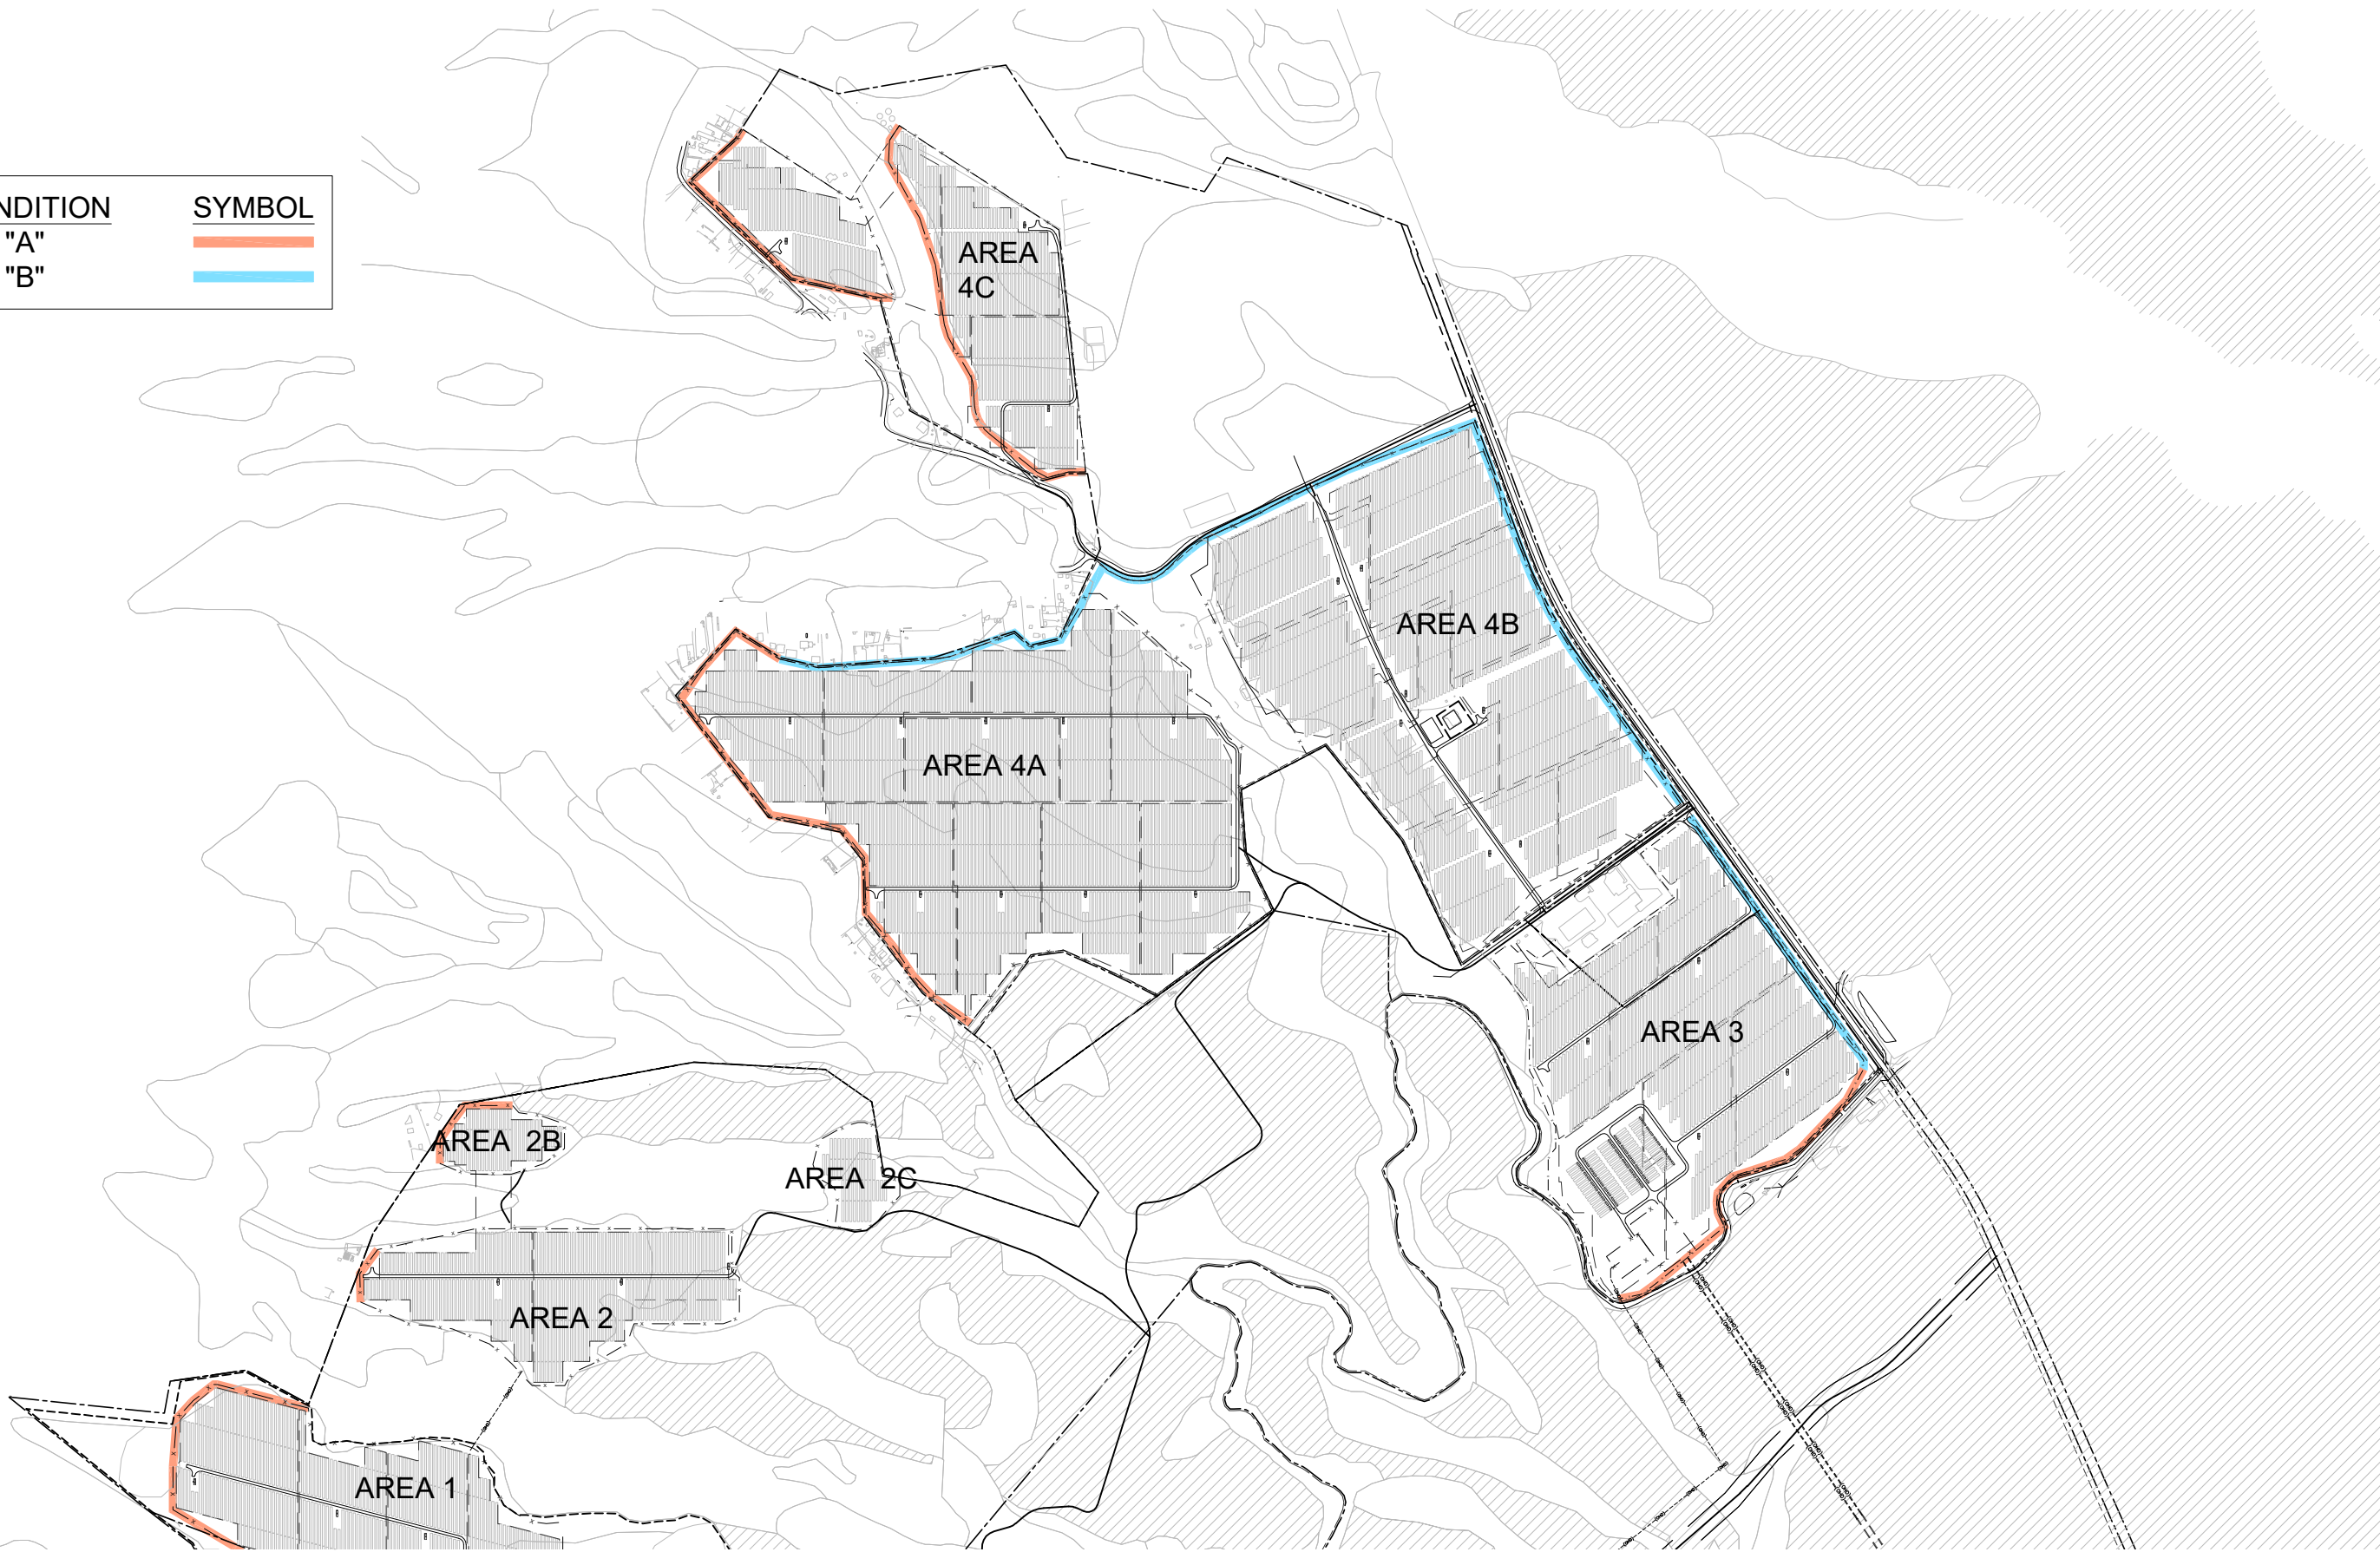 NDITION SYMBOL
"A"
"B"
AREA
4C
AREA 4B
AREA 4A
AREA 3
AREA 2B
AREA 2C
AREA 2
AREA 1